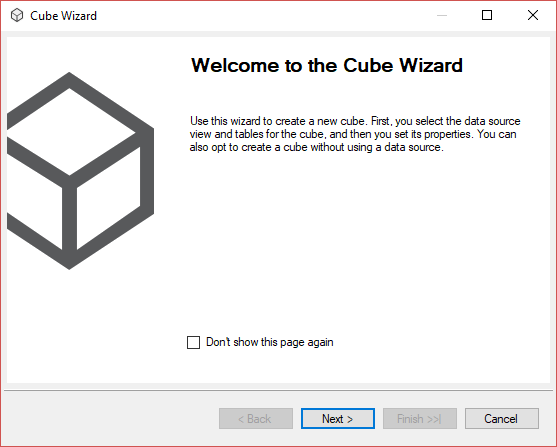 Cube Wizard
Welcome to the Cube Wizard
Use this wizard to create a new cube. First, you select the data source
view and tables for the cube, and then you set its properties. You can
also opt to create a cube without using a data source.
Don't show this page again
< Back Next > Finish >>| Cancel